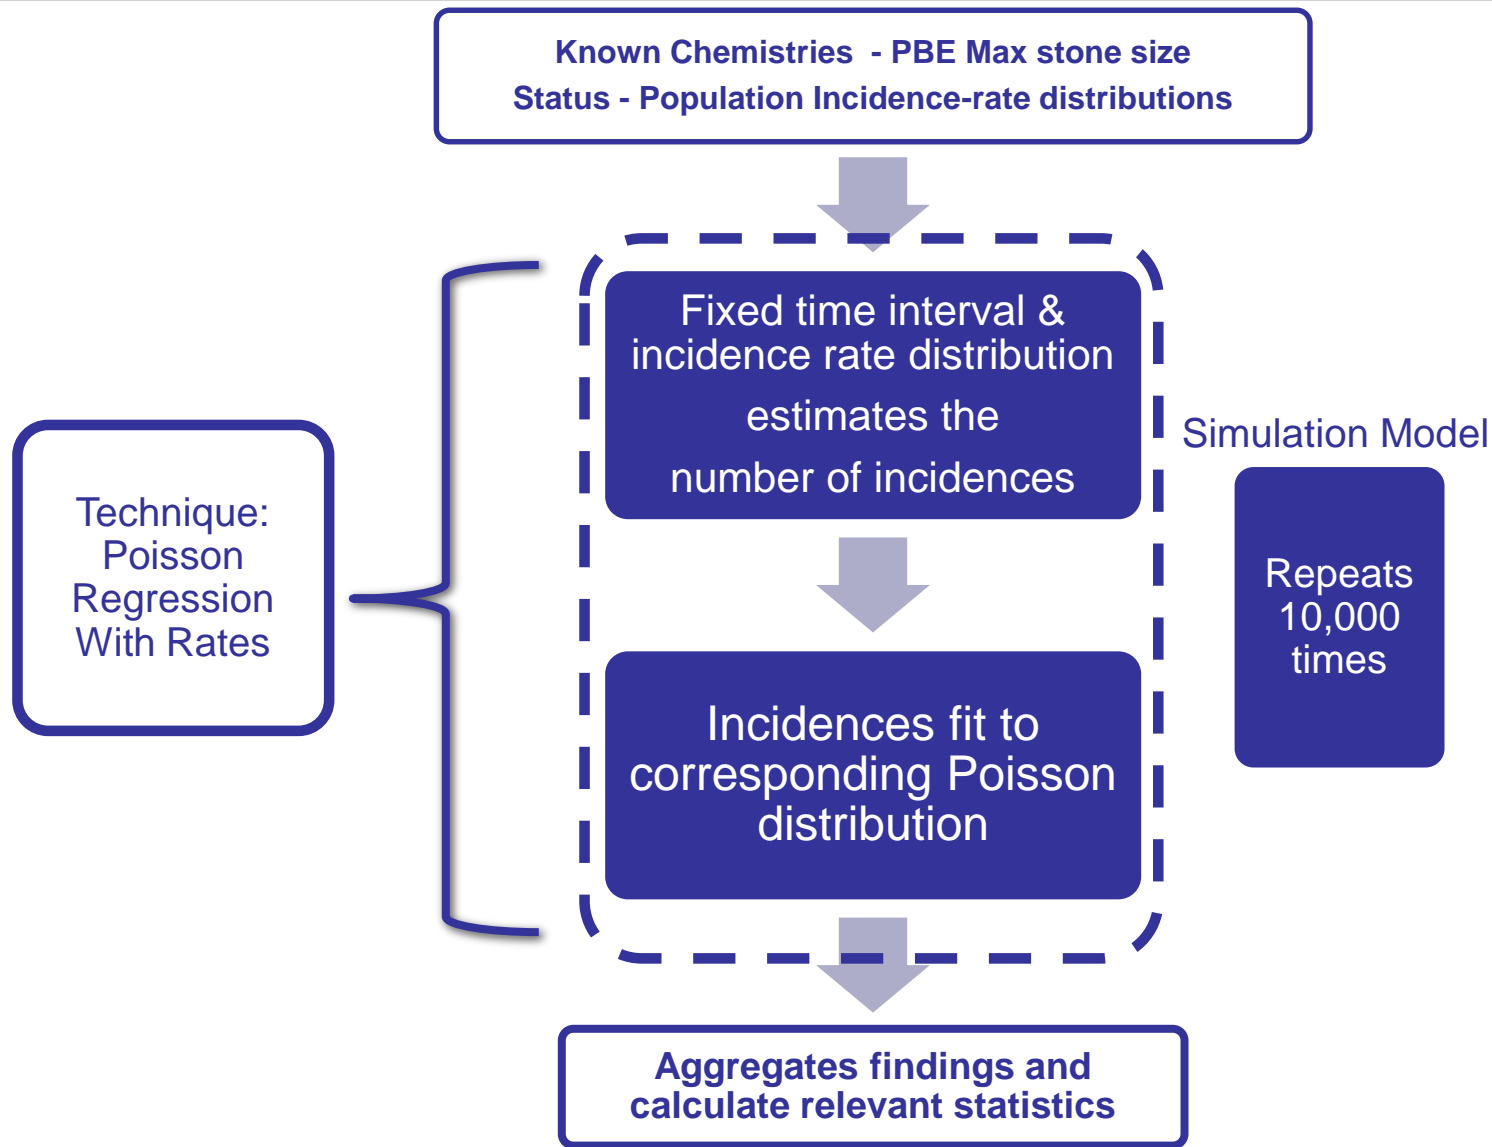 Known Chemistries - PBE Max stone size
Status - Population Incidence-rate distributions
Fixed time interval &
incidence rate distribution
estimates the
number of incidences
Simulation Model
Technique:
Poisson
Regression
With Rates
Repeats
10,000
times
Incidences fit to
corresponding Poisson
distribution
Aggregates findings and
calculate relevant statistics